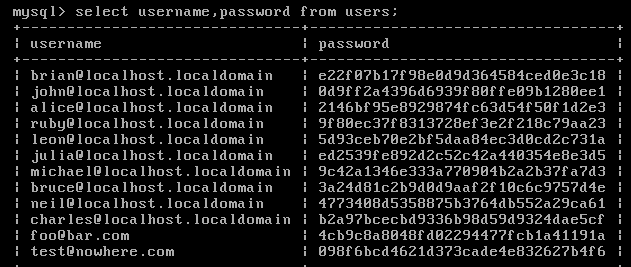 mysql> select username,password from users;
username | password
brian@localhost.localdomain | e22f07b17f98e0d9d364584ced0e3c18
john@localhost.localdomain | 0d9ff2a4396d6939f80ffe09b1280ee1
alice@localhost.localdomain | 2146bf95e8929874fc63d54f50f1d2e3
ruby@localhost.localdomain | 9f80ec37f8313728ef3e2f218c79aa23
leon@localhost.localdomain | 5d93ceb70e2bf5daa84ec3d0cd2c731a
julia@localhost.localdomain | ed2539fe892d2c52c42a440354e8e3d5
michael@localhost.localdomain | 9c42a1346e333a770904b2a2b37fa7d3
bruce@localhost.localdomain | 3a24d81c2b9d0d9aaf2f10c6c9757d4e
neil@localhost.localdomain | 4773408d5358875b3764db552a29ca61
charles@localhost.localdomain | b2a97bcecbd9336b98d59d9324dae5cf
foo@bar.com | 4cb9c8a8048fd02294477fcb1a41191a
test@nowhere.com | 098f6bcd4621d373cade4e832627b4f6